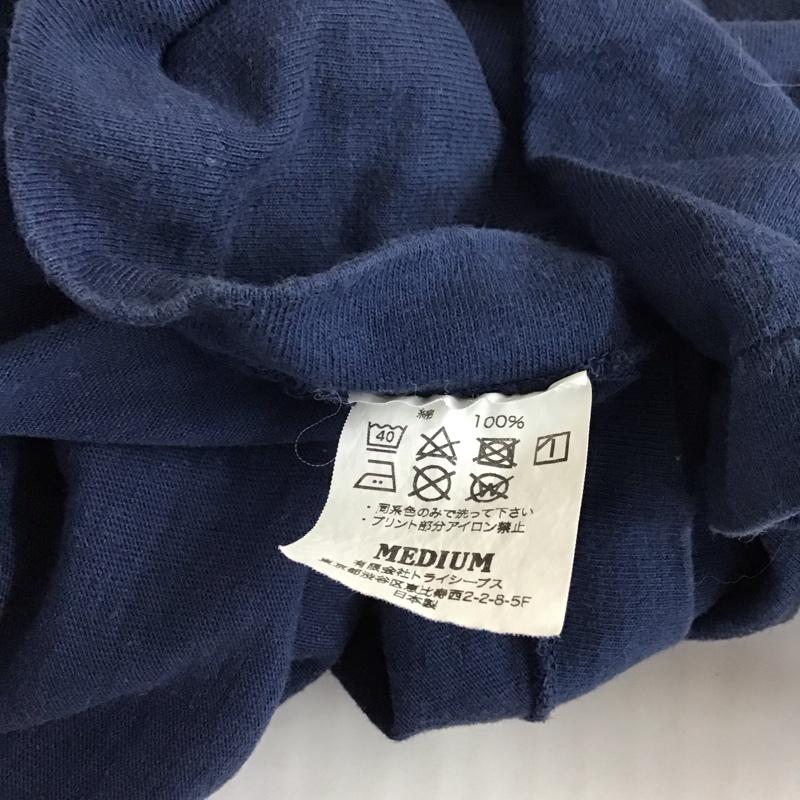 綿 100%
40
W
・同系色のみで洗って下さい
・プリント部分アイロン禁止
MEDIUM
有限会社トライシープス
東京都渋谷区恵比寿西2-2-8-5F
日本製